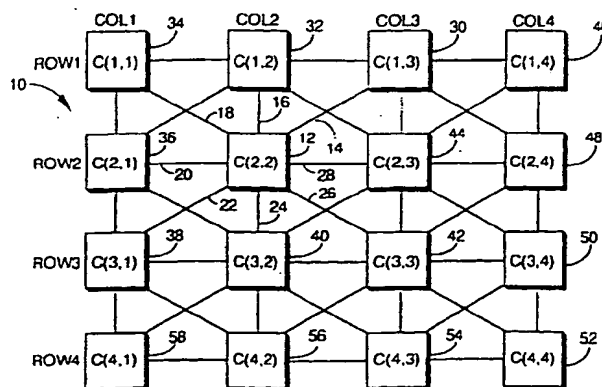 COL1 COL2 COL3 COL4
34 32 30
ROW1 C(1,1) C(1,2) C(1,3) C(1,4)
10
18 16 14
36 12 44 48
ROW2 C(2,1) C(2,2) C(2,3) C(2,4)
20 28
22 24 26
38 40 42 50
ROW3 C(3,1) C(3,2) C(3,3) C(3,4)
58 56 54 52
ROW4 C(4,1) C(4,2) C(4,3) C(4,4)